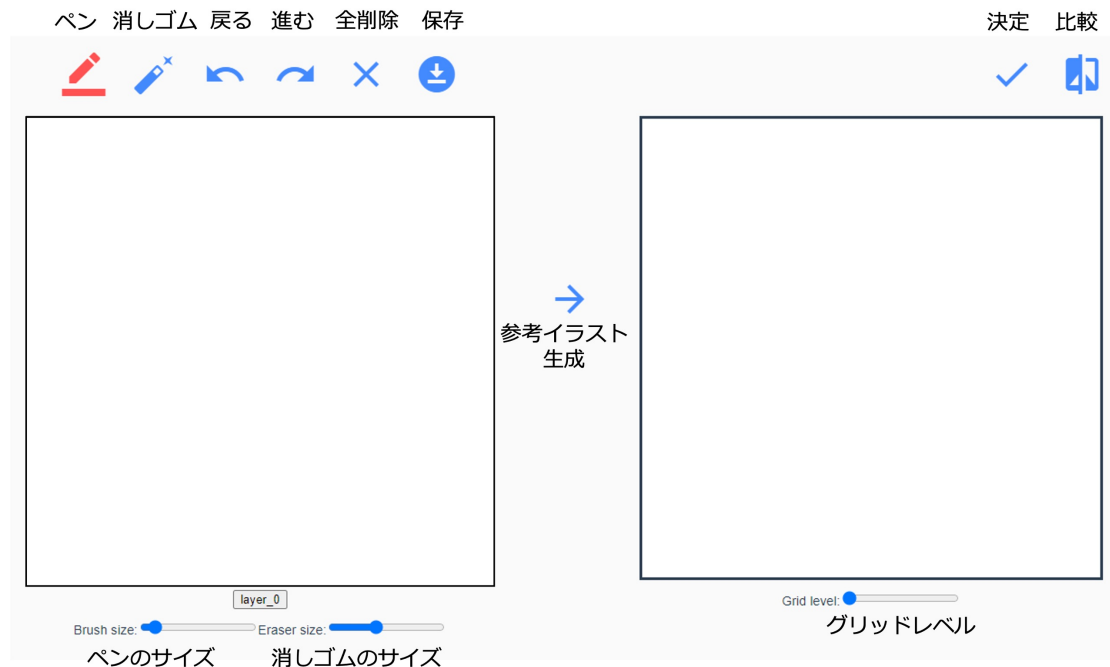 ペン 消しゴム 戻る 進む 全削除 保存 決定 比較
参考イラスト
生成
layer_0
Brush size: Eraser size:
ペンのサイズ 消しゴムのサイズ
Grid level:
グリッドレベル